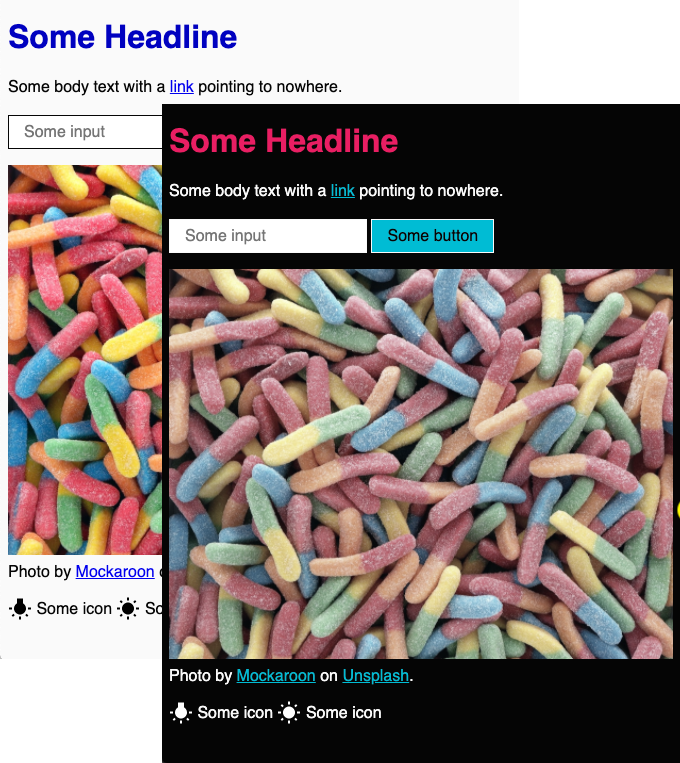 Some Headline
Some body text with a link pointing to nowhere.
Some input
Photo by Mockaroon
Some icon
Some Headline
Some body text with a link pointing to nowhere.
Some input Some button
Photo by Mockaroon on Unsplash.
Some icon Some icon